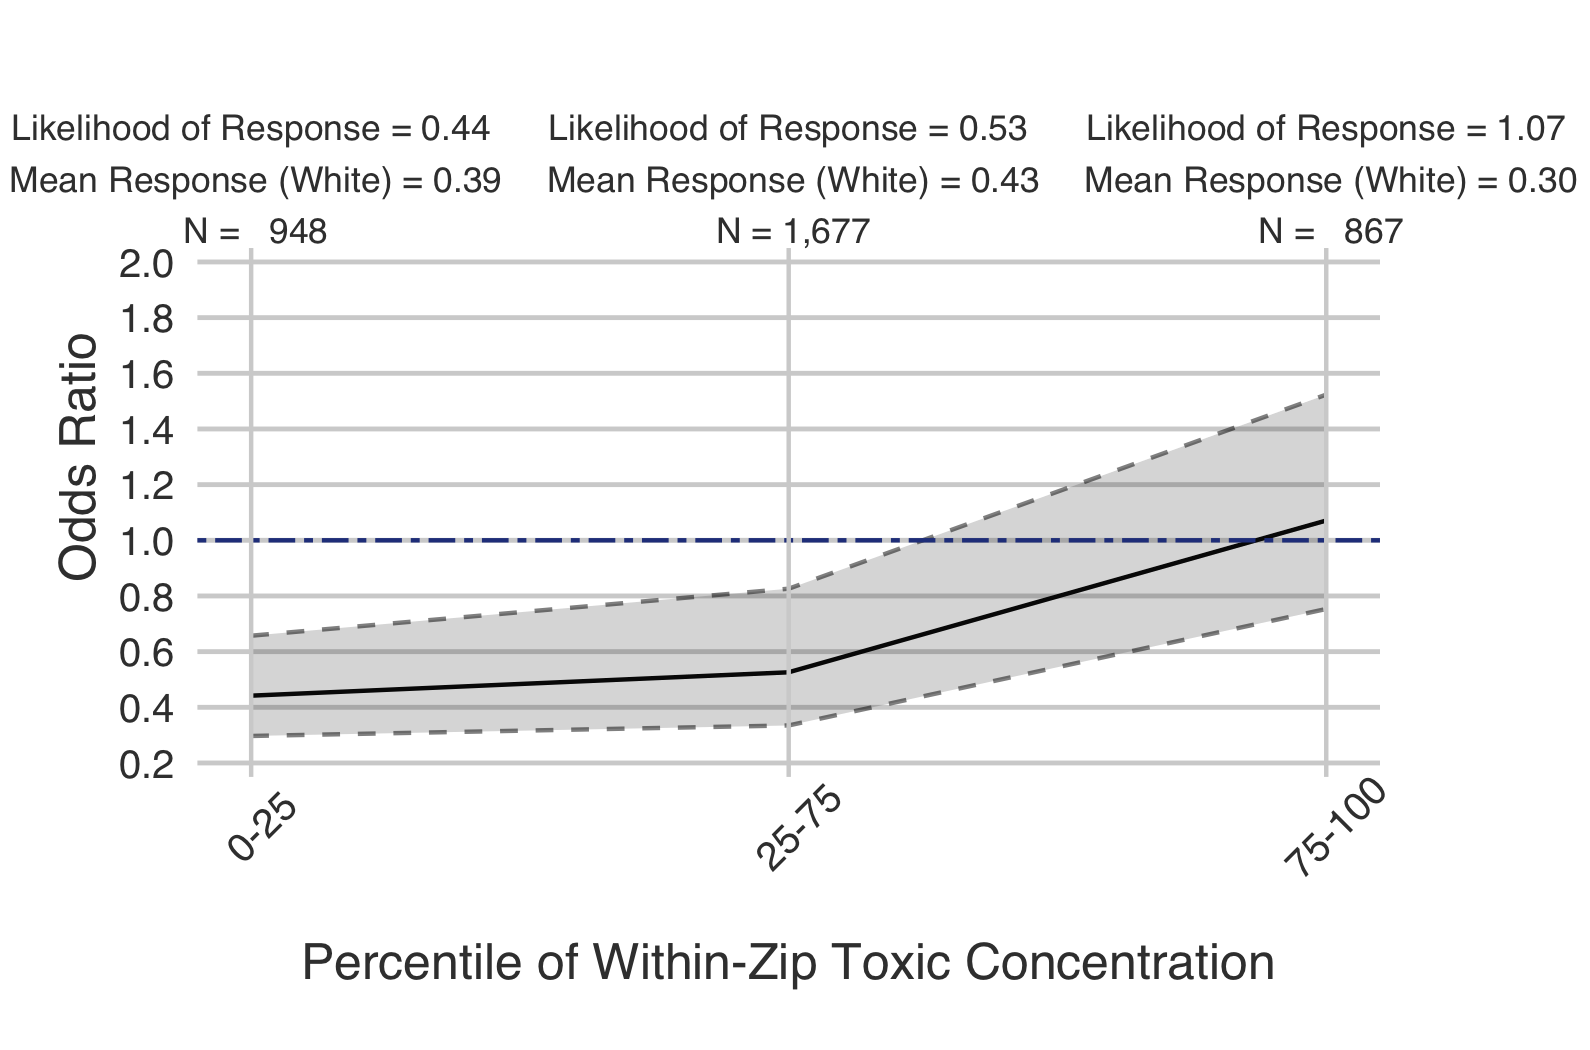 Likelihood of Response = 0.44 Likelihood of Response = 0.53 Likelihood of Response = 1.07
Mean Response (White) = 0.39 Mean Response (White) = 0.43 Mean Response (White) = 0.30
N = 948 N = 1,677 N = 867
2.0
1.8
1.6
1.4
1.2
1.0
0.8
0.6
0.4
0.2
Odds Ratio
0-25 25-75 75-100
Percentile of Within-Zip Toxic Concentration